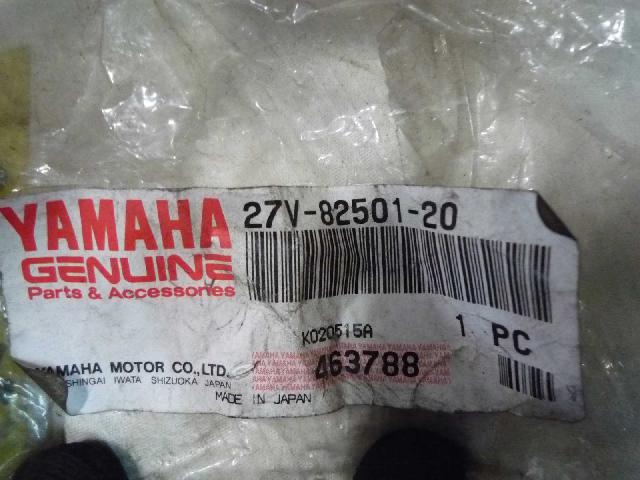 YAMAHA
GENUINE
Parts & Accessories
27V-82501-20
K020515A
1 PC
463788
YAMAHA MOTOR CO.,LTD.
SHINGAI IWATA SHIZUOKA JAPAN
MADE IN JAPAN